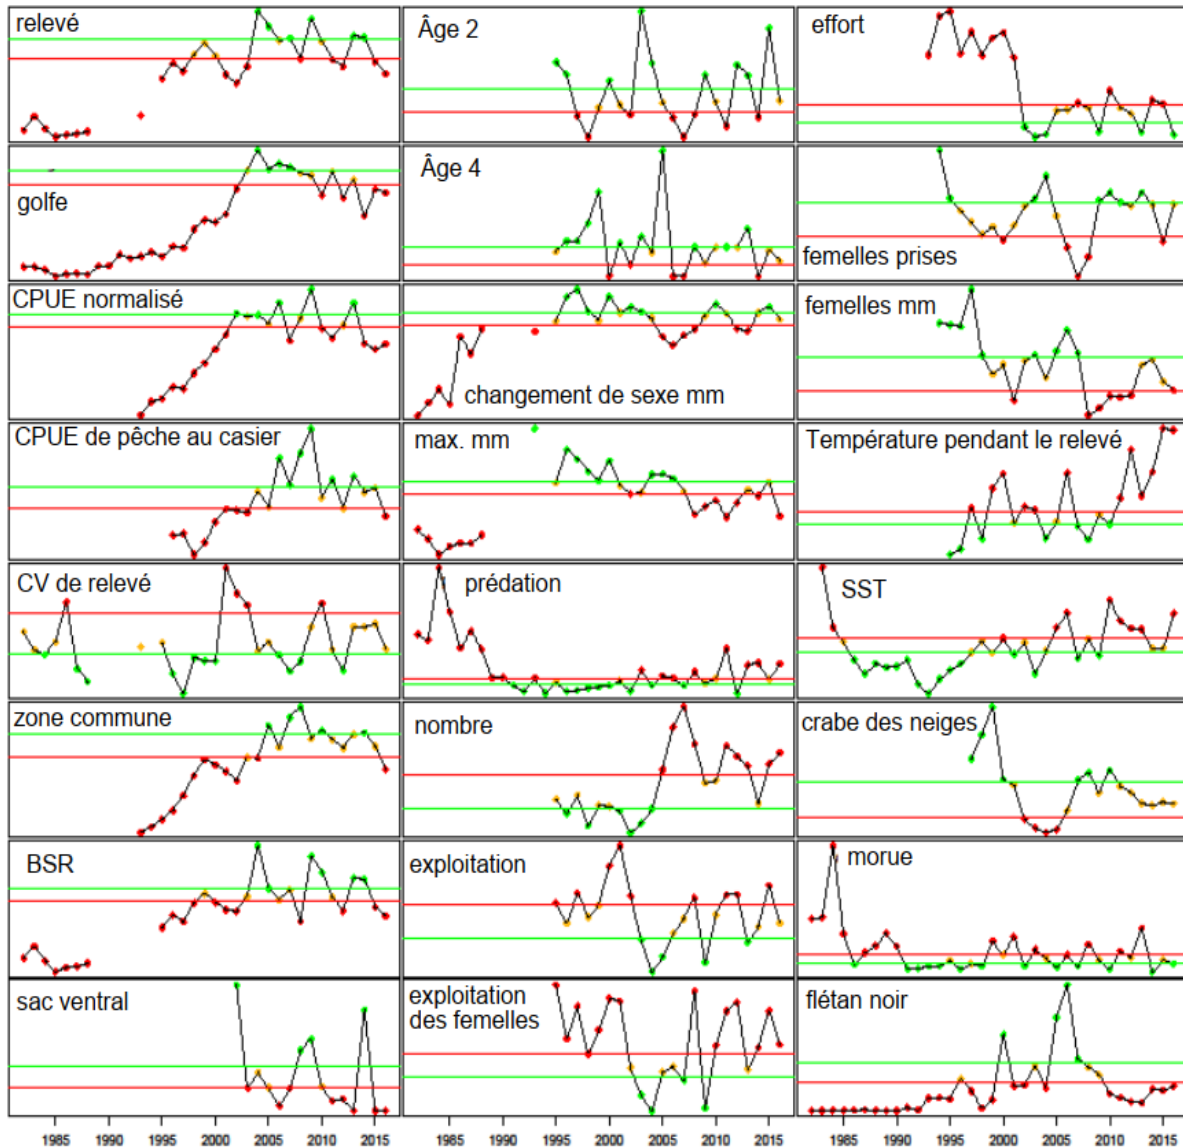 relevé
Âge 2
effort
golfe
Âge 4
femelles prises
CPUE normalisé
changement de sexe mm
femelles mm
CPUE de pêche au casier
max. mm
Température pendant le relevé
CV de relevé
prédation
SST
zone commune
nombre
crabe des neiges
BSR
exploitation
morue
sac ventral
exploitation
des femelles
flétan noir
1985 1990 1995 2000 2005 2010 2015
1985 1990 1995 2000 2005 2010 2015
1985 1990 1995 2000 2005 2010 2015